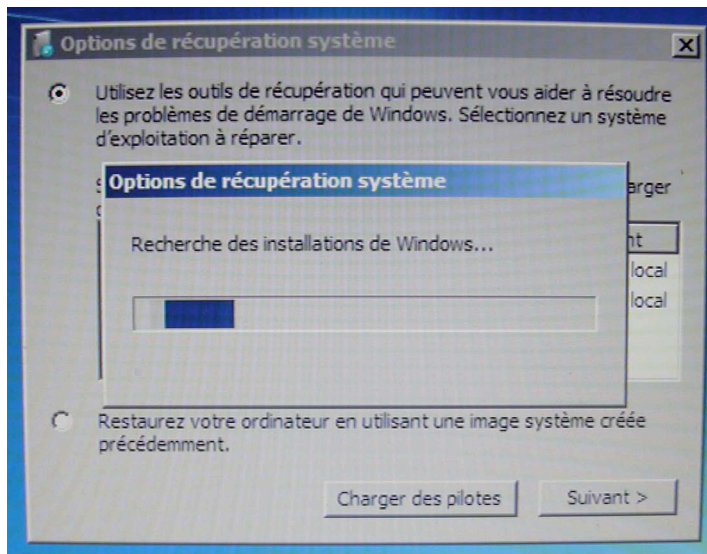 Options de récupération système
Utilisez les outils de récupération qui peuvent vous aider à résoudre
les problèmes de démarrage de Windows. Sélectionnez un système
d'exploitation à réparer.
Options de récupération système
Recherche des installations de Windows...
local
local
Restaurez votre ordinateur en utilisant une image système créée
précédemment.
Charger des pilotes
Suivant >